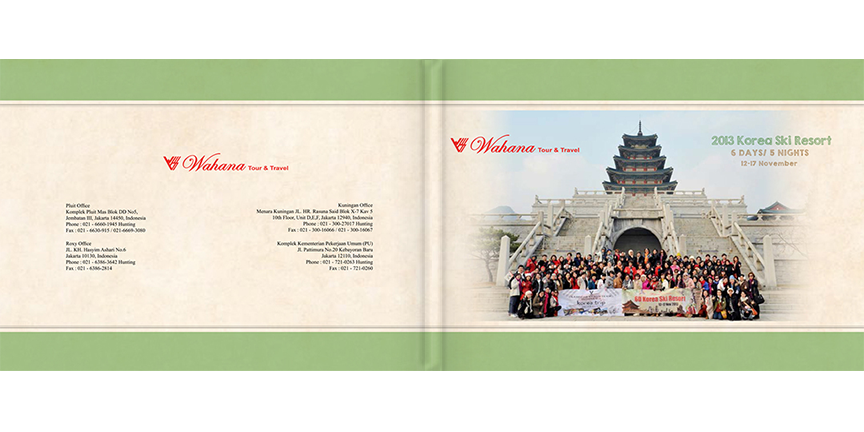 Wahana Tour & Travel
Pluit Office
Komplek Pluit Mas Blok DD No5,
Jembatan III, Jakarta 14450, Indonesia
Phone : 021 - 6600-1945 Hunting
Fax : 021 - 6630-915 / 021-6669-3080
Roxy Office
JL. KH. Hasyim Ashari No.6
Jakarta 10130, Indonesia
Phone : 021 - 6386-3642 Hunting
Fax : 021 - 6386-2814
Kuningan Office
Menara Kuningan JL. HR. Rasuna Said Blok X-7 Kav 5
10th Floor, Unit D,E,F, Jakarta 12940, Indonesia
Phone : 021 - 300-27017 Hunting
Fax : 021 - 300-16066 / 021 - 300-16067
Komplek Kementerian Pekerjaan Umum (PU)
Jl. Pattimura No.20 Kebayoran Baru
Jakarta 12110, Indonesia
Phone : 021 - 721-0263 Hunting
Fax : 021 - 721-0260
Wahana Tour & Travel
2013 Korea Ski Resort
6 DAYS/ 5 NIGHTS
12-17 November
korea trip
6D Korea Ski Resort